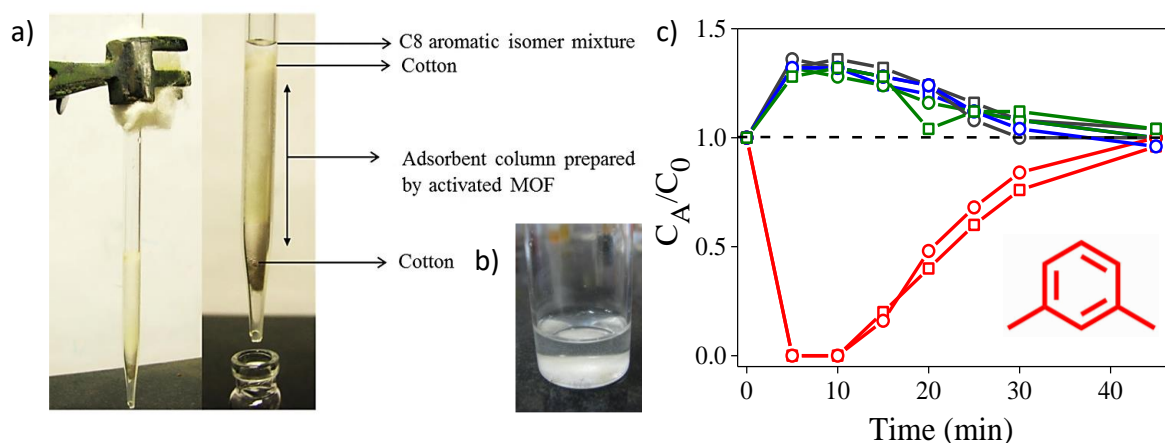 a)
C8 aromatic isomer mixture
Cotton
Adsorbent column prepared
by activated MOF
Cotton
b)
c)
1.5
1.0
0.5
0.0
C_A/C_0
0
10
20
30
40
Time (min)